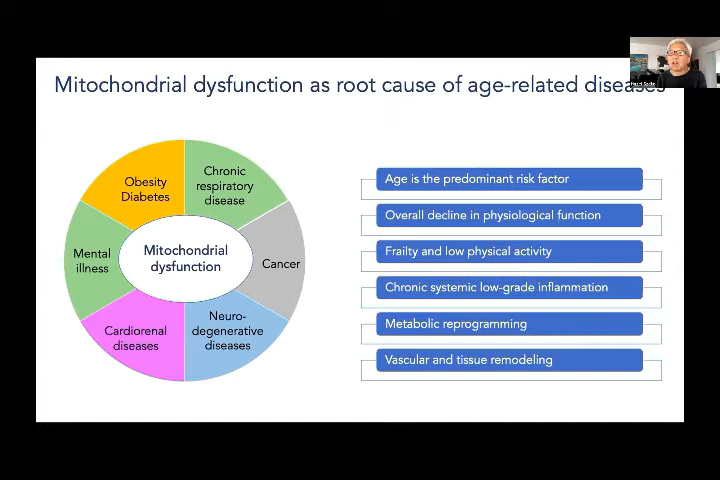 Mitochondrial dysfunction as root cause of age-related diseases
Obesity
Diabetes
Chronic
respiratory
disease
Mental
illness
Mitochondrial
dysfunction
Cancer
Cardiorenal
diseases
Neuro-
degenerative
diseases
Age is the predominant risk factor
Overall decline in physiological function
Frailty and low physical activity
Chronic systemic low-grade inflammation
Metabolic reprogramming
Vascular and tissue remodeling